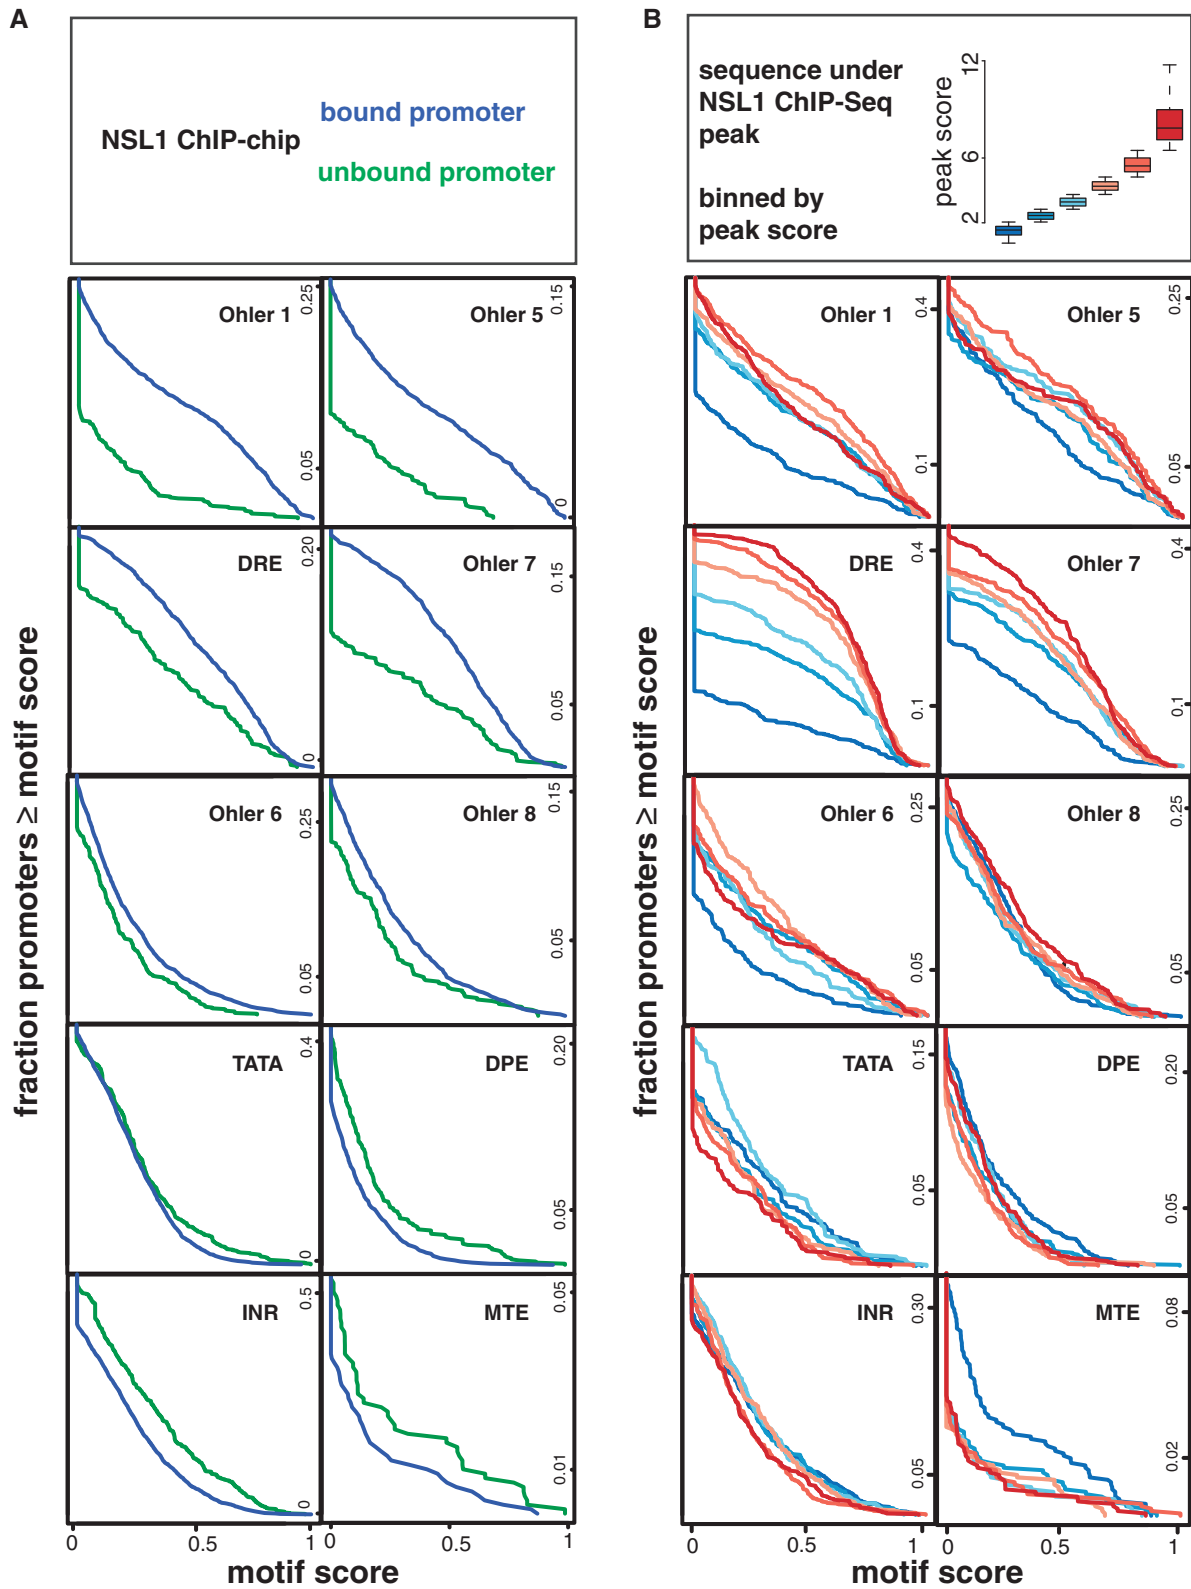 A
NSL1 ChIP-chip
bound promoter
unbound promoter
B
sequence under
NSL1 ChIP-Seq
peak
binned by
peak score
peak score
2
6
12
fraction promoters ≥ motif score
Ohler 1
0.25
0.05
Ohler 5
0.15
0
DRE
0.20
0
Ohler 7
0.15
0.05
Ohler 6
0.25
0.05
Ohler 8
0.15
0.05
TATA
0.4
0
DPE
0.20
0.05
INR
0.5
0
MTE
0.05
0.01
0
0.5
1
0
0.5
1
motif score
fraction promoters ≥ motif score
Ohler 1
0.4
0.1
Ohler 5
0.25
0.05
DRE
0.4
0.1
Ohler 7
0.4
0.1
Ohler 6
0.25
0.05
Ohler 8
0.25
0.05
TATA
0.15
0.05
DPE
0.20
0.05
INR
0.30
0.05
MTE
0.08
0.02
0
0.5
1
0
0.5
1
motif score